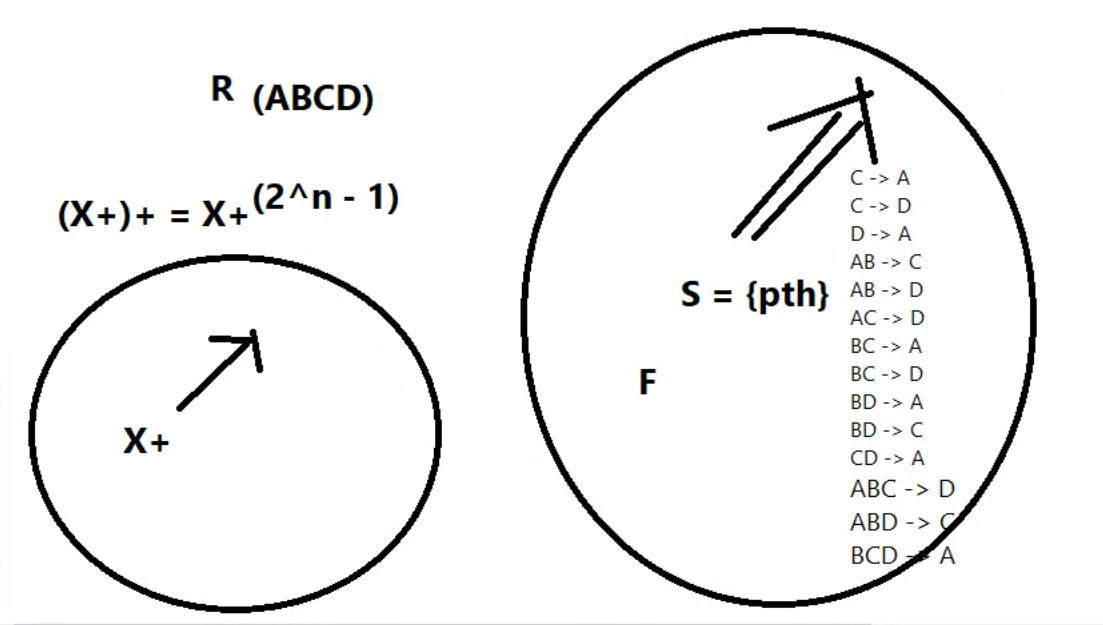 R (ABCD)
(X+)+ = X+(2^n - 1)
X+
S = {pth}
F
C -> A
C -> D
D -> A
AB -> C
AB -> D
AC -> D
BC -> A
BC -> D
BD -> A
BD -> C
CD -> A
ABC -> D
ABD -> C
BCD -> A